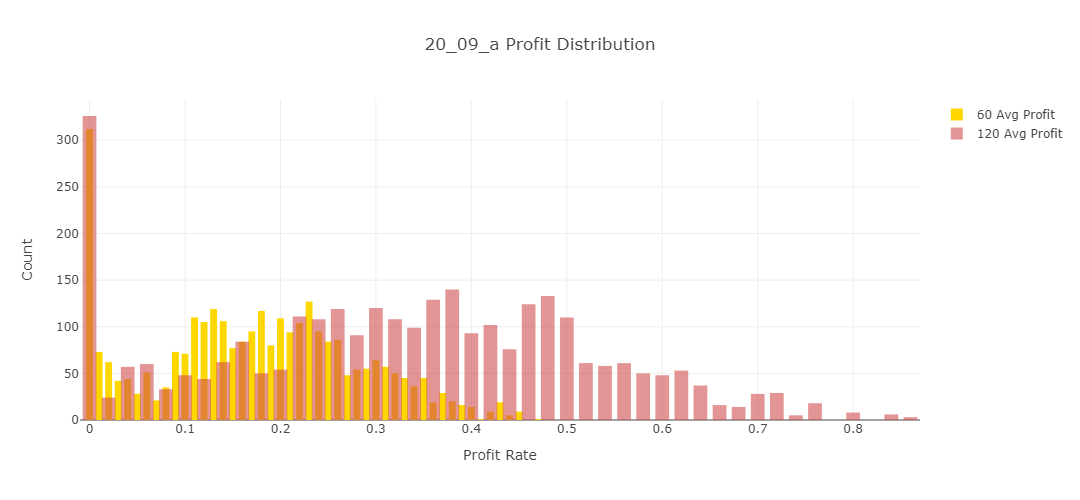 20_09_a Profit Distribution
60 Avg Profit
120 Avg Profit
300
250
200
150
100
50
0
Count
0 0.1 0.2 0.3 0.4 0.5 0.6 0.7 0.8
Profit Rate